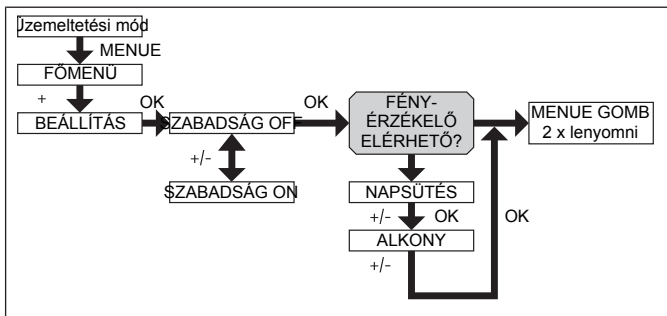 Üzemeltetési mód
MENUE
FŐMENÜ
+
BEÁLLÍTÁS
OK
SZABADSÁG OFF
+/-
SZABADSÁG ON
OK
FÉNY-
ÉRZÉKELŐ
ELÉRHETŐ?
NAPSÜTÉS
+/- OK
ALKONY
+/-
OK
MENUE GOMB
2 x lenyomni